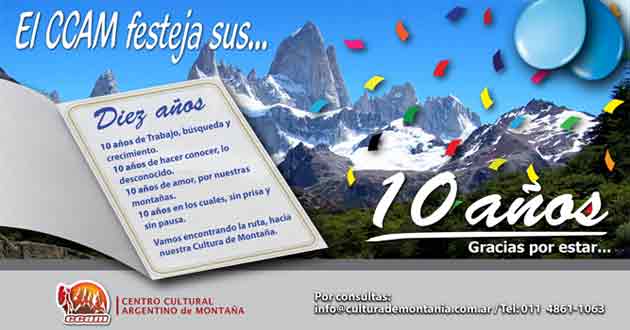 El CCAM festeja sus...
Diez años
10 años de Trabajo, búsqueda y
crecimiento.
10 años de hacer conocer, lo
desconocido.
10 años de amor, por nuestras
montañas.
10 años en los cuales, sin prisa y
sin pausa.
Vamos encontrando la ruta, hacia
nuestra Cultura de Montaña.
10 años
Gracias por estar...
ccam
CENTRO CULTURAL
ARGENTINO de MONTAÑA
Por consultas:
info@culturademontania.com.ar / Tel: 011 4861-1063